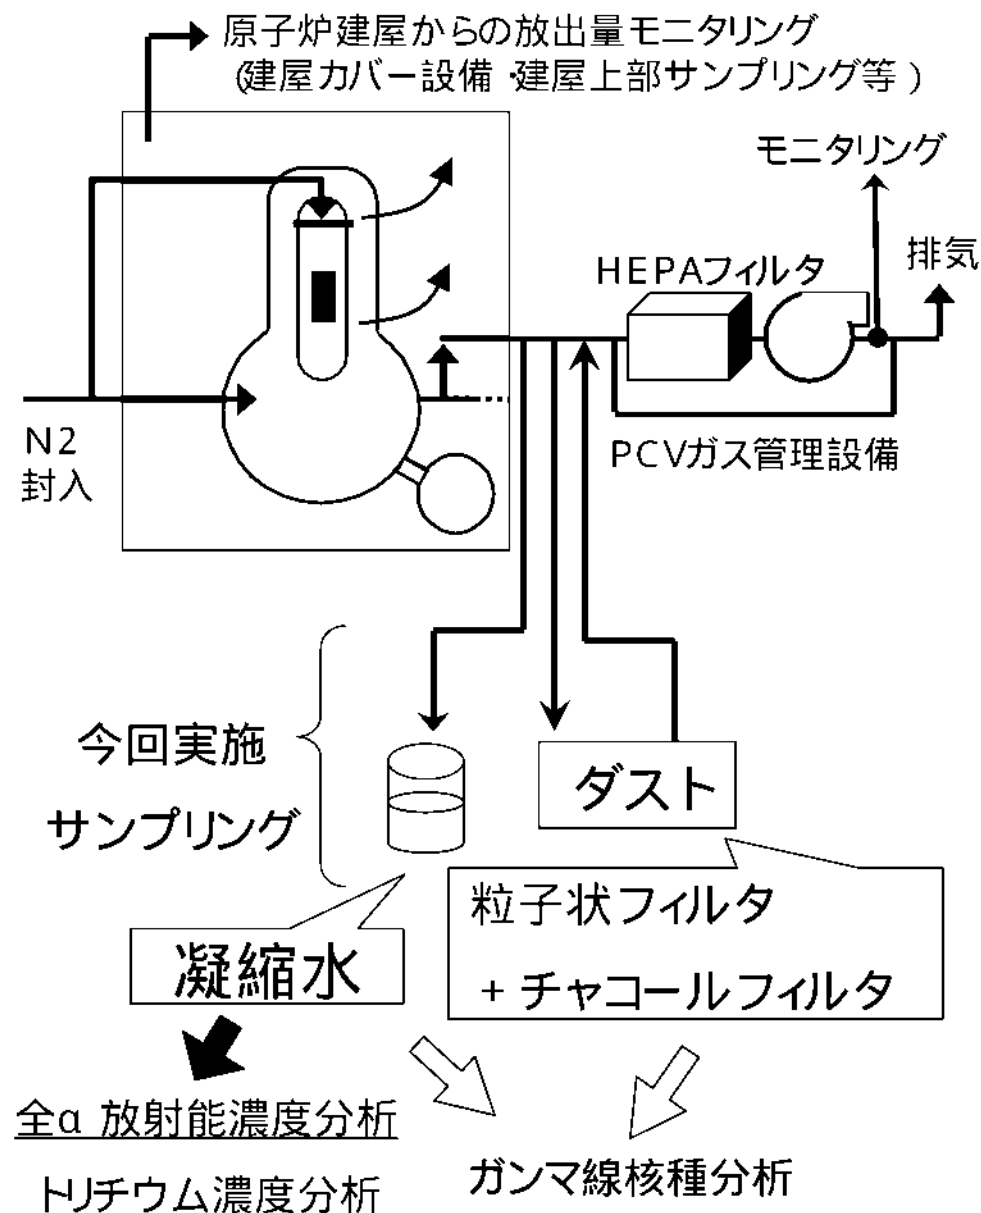 原子炉建屋からの放出量モニタリング
(建屋カバー設備・建屋上部サンプリング等)
モニタリング
排気
HEPAフィルタ
N2
封入
PCVガス管理設備
今回実施
サンプリング
ダスト
粒子状フィルタ
+チャコールフィルタ
凝縮水
全α 放射能濃度分析
トリチウム濃度分析
ガンマ線核種分析